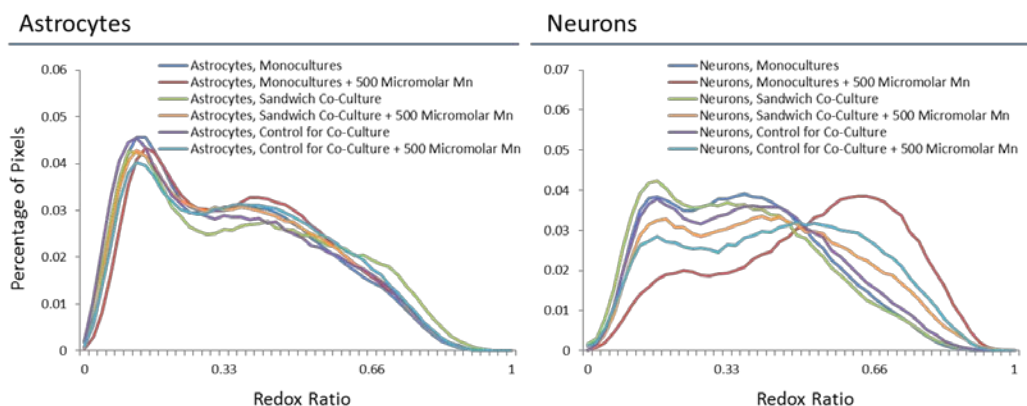 Astrocytes
0.06
0.05
0.04
0.03
0.02
0.01
0
Percentage of Pixels
Astrocytes, Monocultures
Astrocytes, Monocultures + 500 Micromolar Mn
Astrocytes, Sandwich Co-Culture
Astrocytes, Sandwich Co-Culture + 500 Micromolar Mn
Astrocytes, Control for Co-Culture
Astrocytes, Control for Co-Culture + 500 Micromolar Mn
0 0.33 0.66 1
Redox Ratio
Neurons
0.07
0.06
0.05
0.04
0.03
0.02
0.01
0
Neurons, Monocultures
Neurons, Monocultures + 500 Micromolar Mn
Neurons, Sandwich Co-Culture
Neurons, Sandwich Co-Culture + 500 Micromolar Mn
Neurons, Control for Co-Culture
Neurons, Control for Co-Culture + 500 Micromolar Mn
0 0.33 0.66 1
Redox Ratio